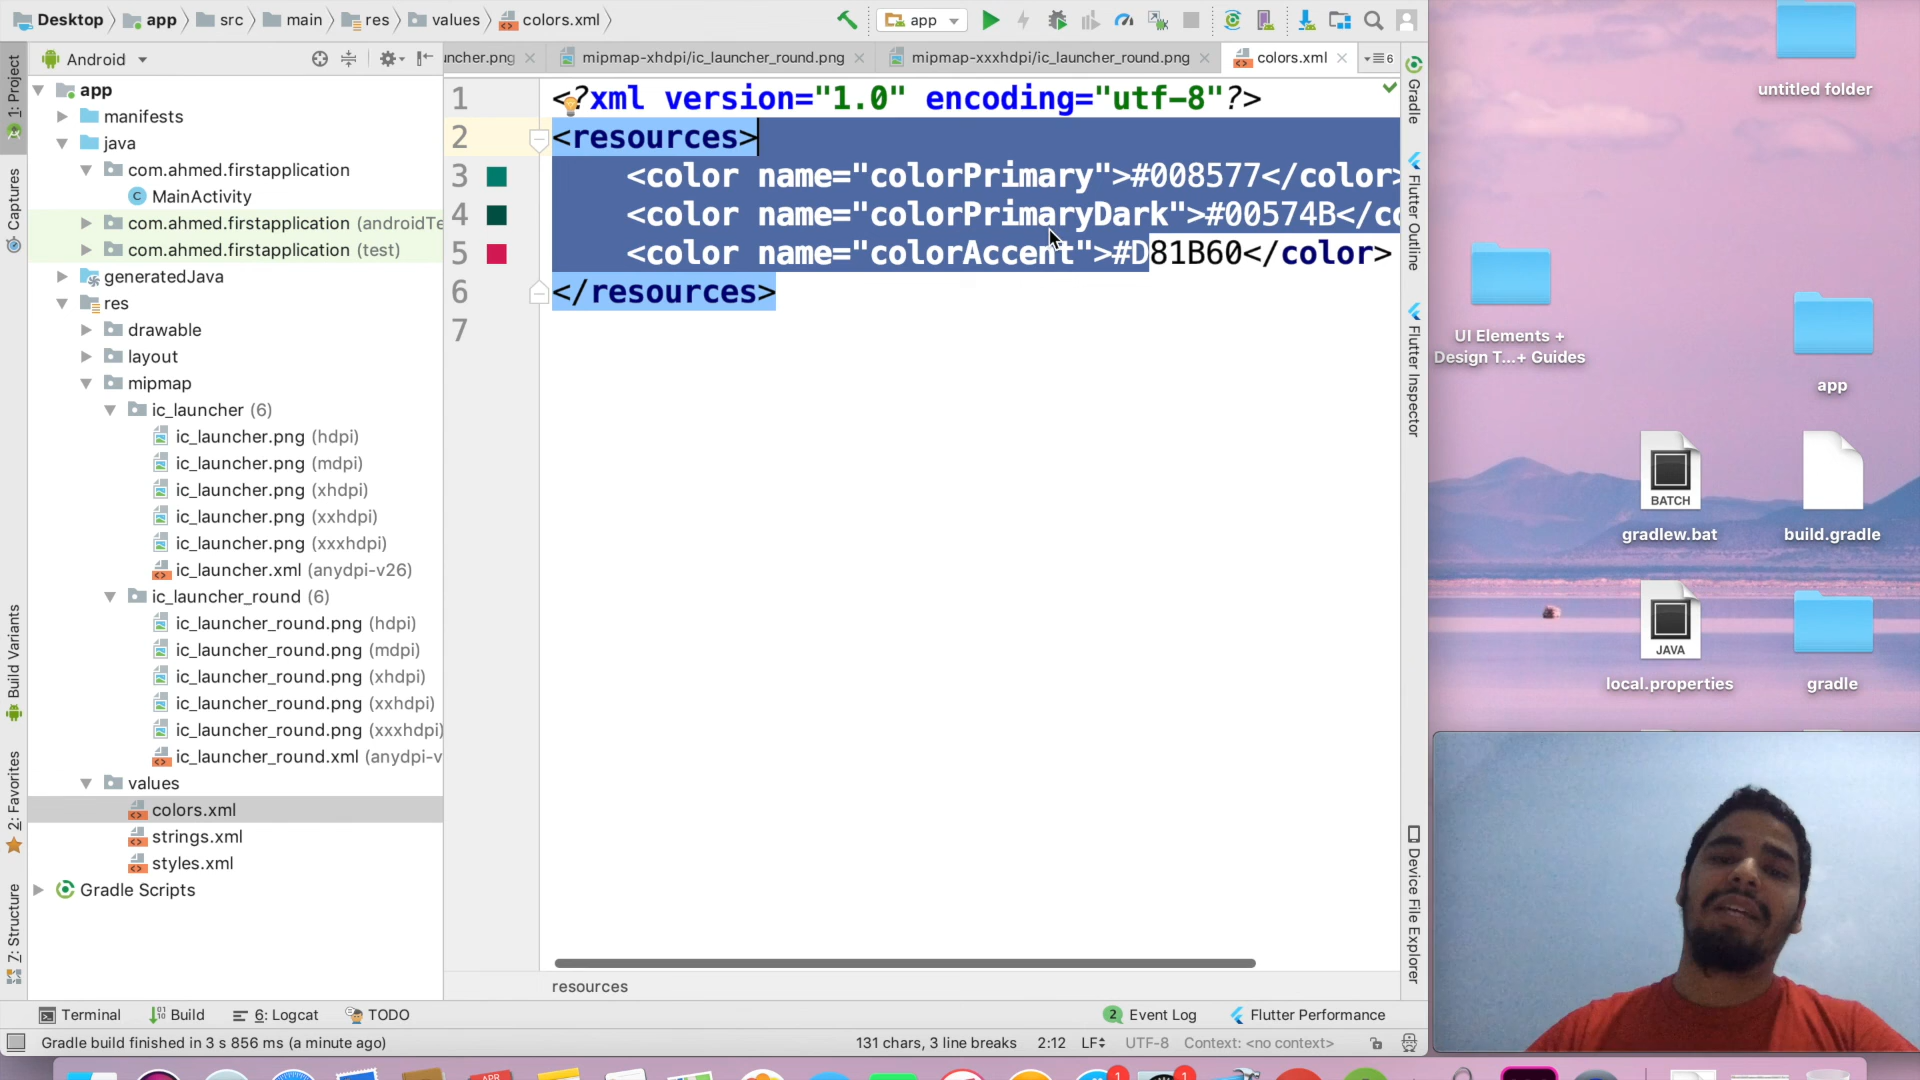 Desktop app src main res values colors.xml
app
1: Project
Captures
Build Variants
2: Favorites
7: Structure
Android
app
manifests
java
com.ahmed.firstapplication
MainActivity
com.ahmed.firstapplication (androidTe
com.ahmed.firstapplication (test)
generatedJava
res
drawable
layout
mipmap
ic_launcher (6)
ic_launcher.png (hdpi)
ic_launcher.png (mdpi)
ic_launcher.png (xhdpi)
ic_launcher.png (xxhdpi)
ic_launcher.png (xxxhdpi)
ic_launcher.xml (anydpi-v26)
ic_launcher_round (6)
ic_launcher_round.png (hdpi)
ic_launcher_round.png (mdpi)
ic_launcher_round.png (xhdpi)
ic_launcher_round.png (xxhdpi)
ic_launcher_round.png (xxxhdpi)
ic_launcher_round.xml (anydpi-v
values
colors.xml
strings.xml
styles.xml
Gradle Scripts
uncher.png mipmap-xhdpi/ic_launcher_round.png mipmap-xxxhdpi/ic_launcher_round.png colors.xml 6
1 <?xml version="1.0" encoding="utf-8"?>
2 <resources>
3 <color name="colorPrimary">#008577</color>
4 <color name="colorPrimaryDark">#00574B</co
5 <color name="colorAccent">#D81B60</color>
6 </resources>
7
resources
Gradle
Flutter Outline
Flutter Inspector
Device File Explorer
Terminal Build 6: Logcat TODO 2 Event Log Flutter Performance
Gradle build finished in 3 s 856 ms (a minute ago) 131 chars, 3 line breaks 2:12 LF UTF-8 Context: <no context>
untitled folder
UI Elements +
Design T...+ Guides
app
BATCH
gradlew.bat
build.gradle
JAVA
local.properties
gradle
APR
1
1